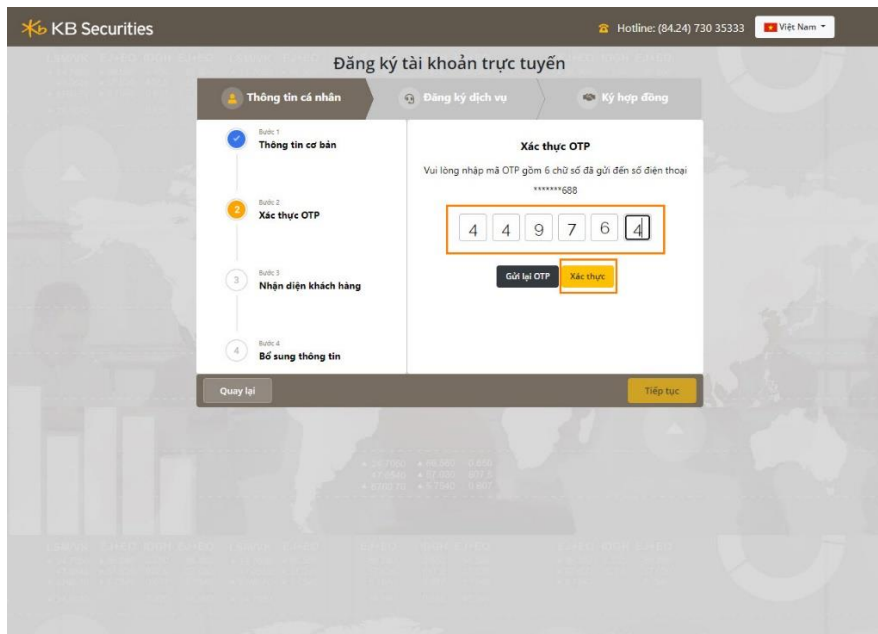 KB Securities
Hotline: (84.24) 730 35333
Việt Nam
Đăng ký tài khoản trực tuyến
Thông tin cá nhân
Đăng ký dịch vụ
Ký hợp đồng
Bước 1
Thông tin cơ bản
Bước 2
2
Xác thực OTP
Bước 3
3
Nhận diện khách hàng
Bước 4
4
Bổ sung thông tin
Xác thực OTP
Vui lòng nhập mã OTP gồm 6 chữ số đã gửi đến số điện thoại
*******688
4 4 9 7 6 4
Gửi lại OTP
Xác thực
Quay lại
Tiếp tục